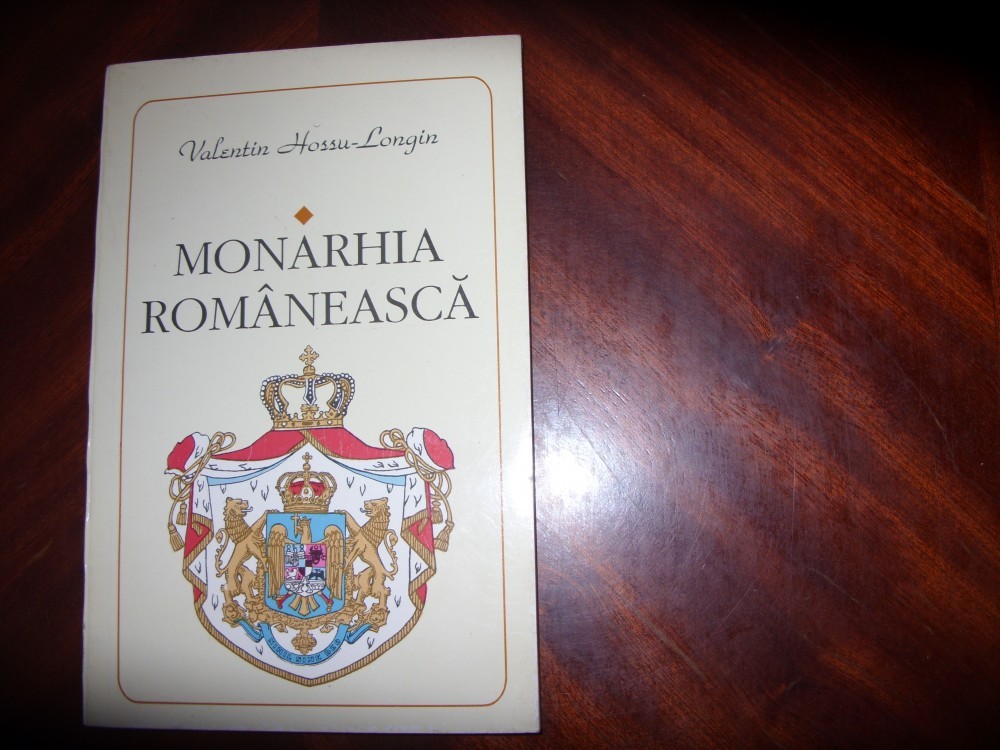 Valentin Hossu-Longin
MONARHIA
ROMÂNEASCĂ